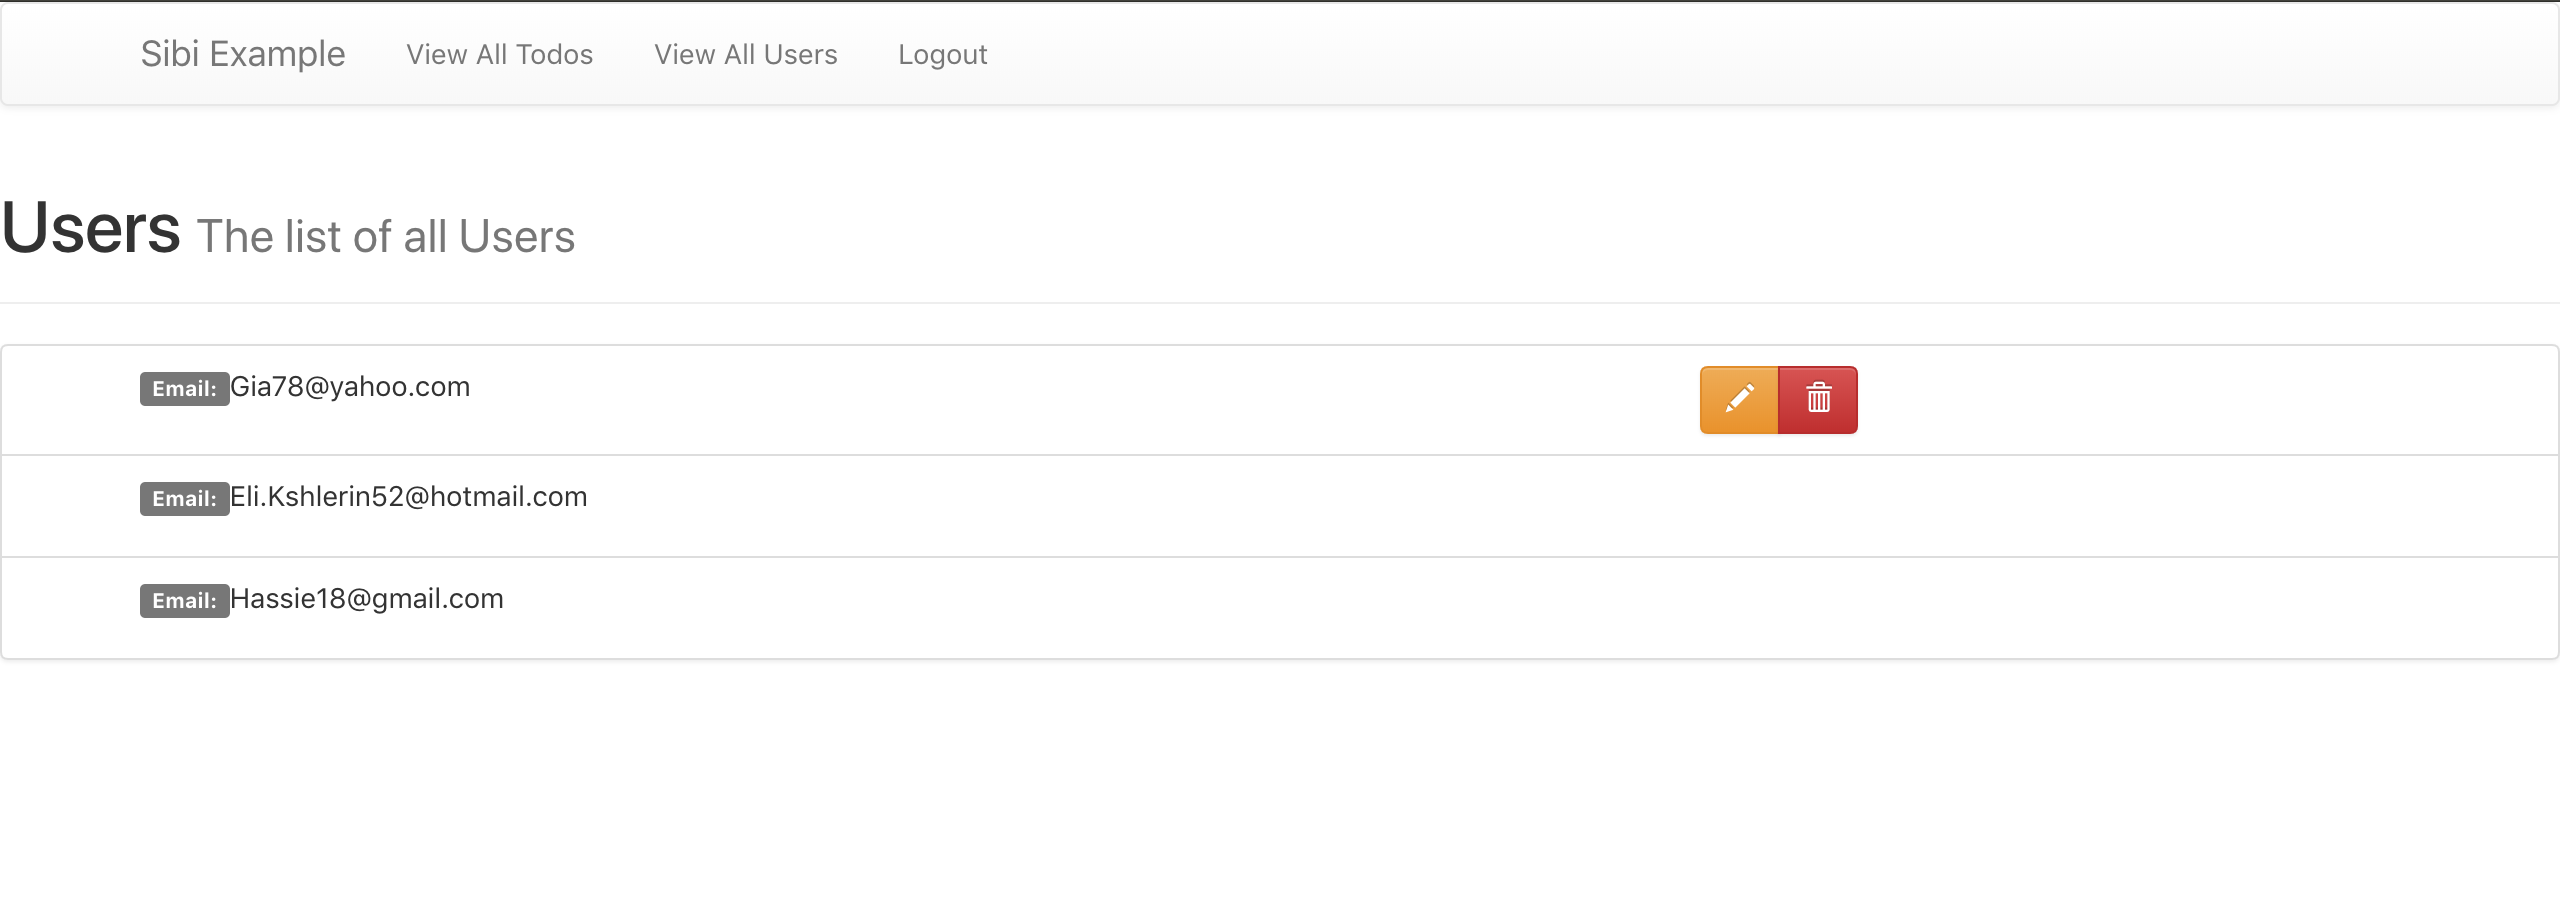 Sibi Example View All Todos View All Users Logout
Users The list of all Users
Email: Gia78@yahoo.com
Email: Eli.Kshlerin52@hotmail.com
Email: Hassie18@gmail.com